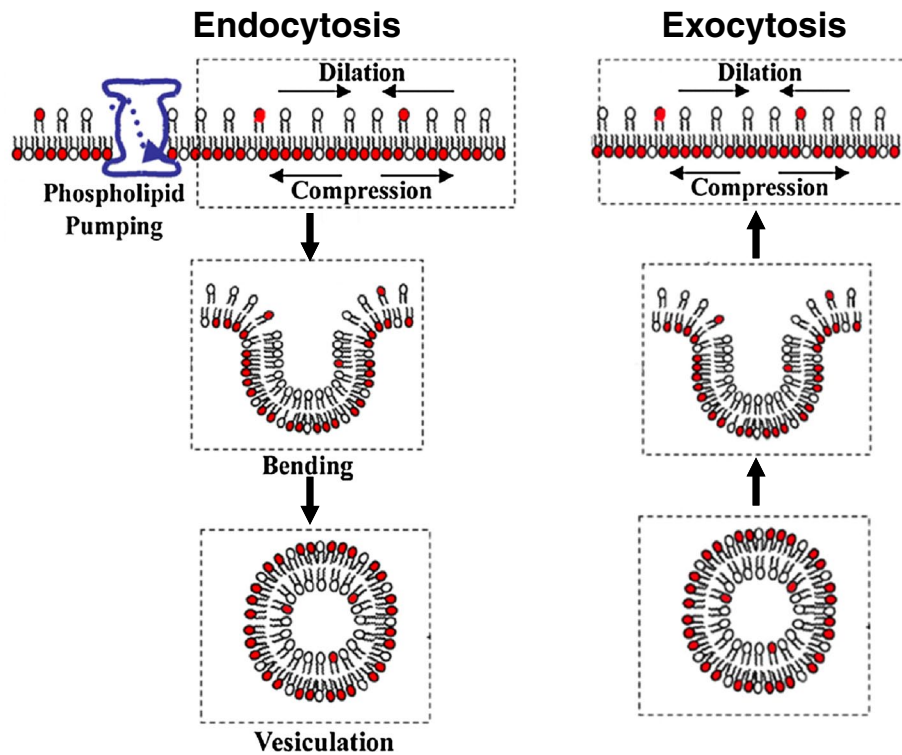 Endocytosis
Exocytosis
Dilation
Dilation
Phospholipid
Pumping
Compression
Compression
Bending
Vesiculation